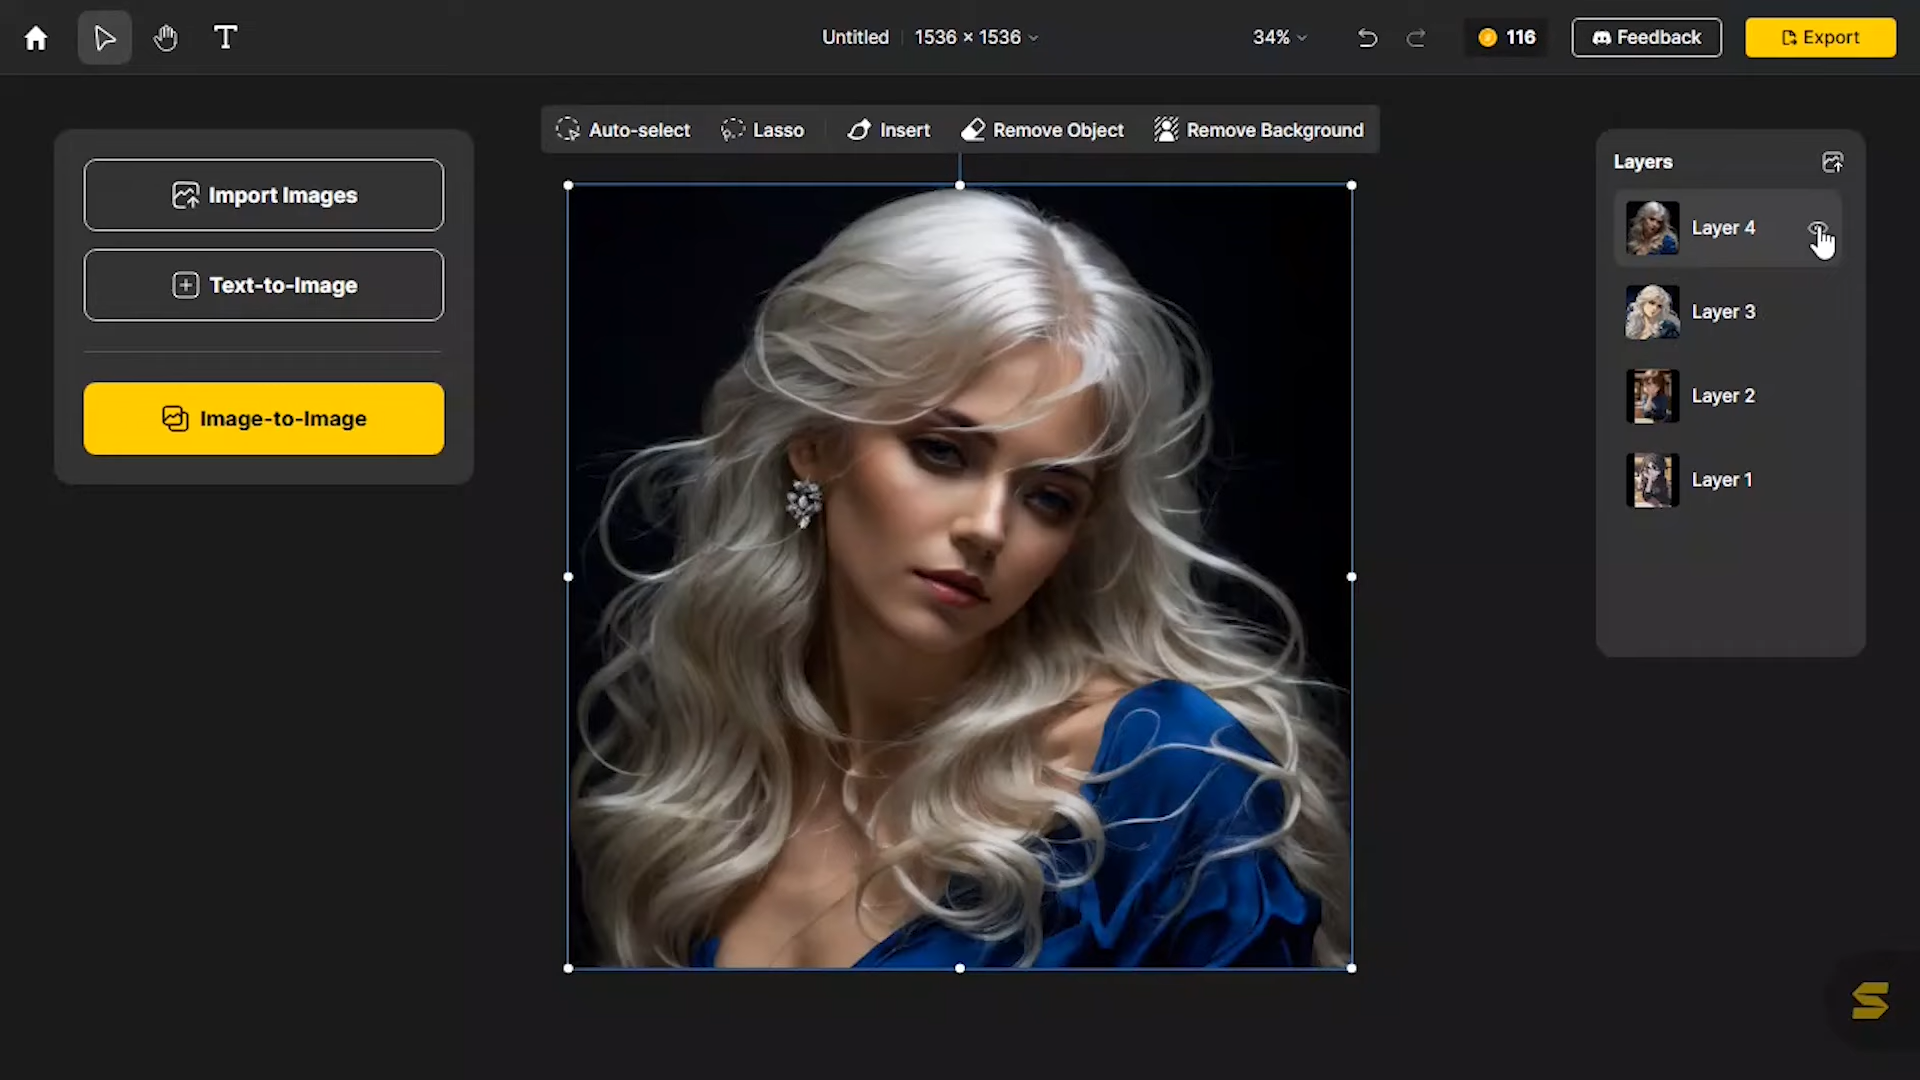 T
Untitled
1536 × 1536
34%
116
Feedback
Export
Auto-select
Lasso
Insert
Remove Object
Remove Background
Import Images
Text-to-Image
Image-to-Image
Layers
Layer 4
Layer 3
Layer 2
Layer 1